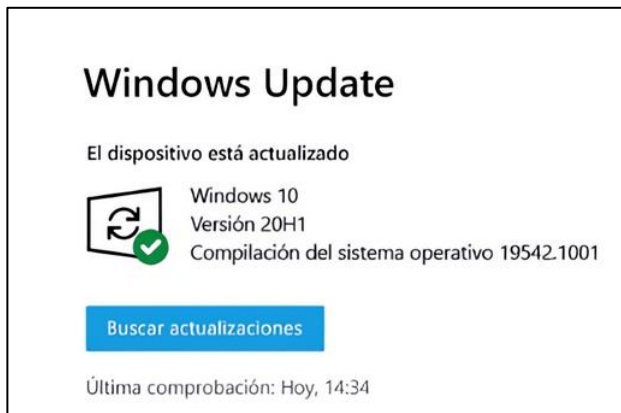 Windows Update
El dispositivo está actualizado
Windows 10
Versión 20H1
Compilación del sistema operativo 19542.1001
Buscar actualizaciones
Última comprobación: Hoy, 14:34